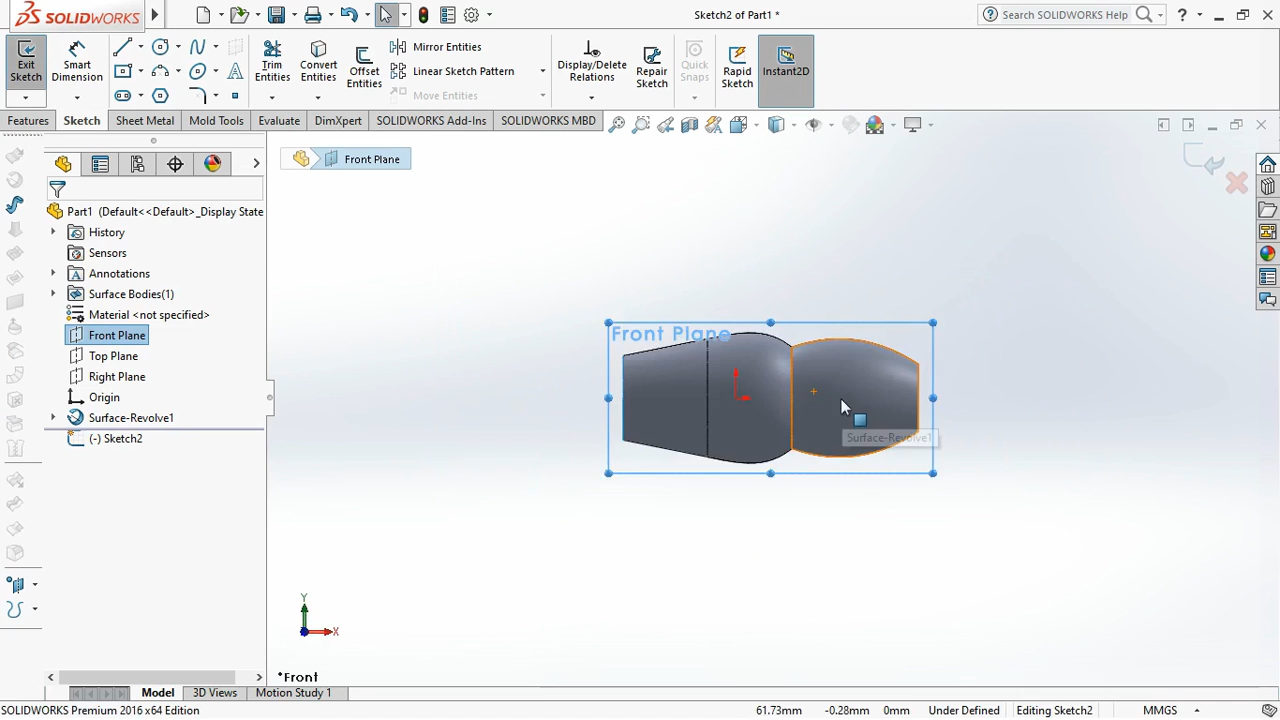 SOLIDWORKS
Sketch2 of Part1 *
Search SOLIDWORKS Help
Exit Sketch
Smart Dimension
Trim Entities
Convert Entities
Offset Entities
Mirror Entities
Linear Sketch Pattern
Move Entities
Display/Delete Relations
Repair Sketch
Quick Snaps
Rapid Sketch
Instant2D
Features Sketch Sheet Metal Mold Tools Evaluate DimXpert SOLIDWORKS Add-Ins SOLIDWORKS MBD
Front Plane
Part1 (Default<<Default>_Display State
History
Sensors
Annotations
Surface Bodies(1)
Material <not specified>
Front Plane
Top Plane
Right Plane
Origin
Surface-Revolve1
(-) Sketch2
Front Plane
Surface-Revolve1
Y
X
*Front
Model 3D Views Motion Study 1
SOLIDWORKS Premium 2016 x64 Edition 61.73mm -0.28mm 0mm Under Defined Editing Sketch2 MMGS